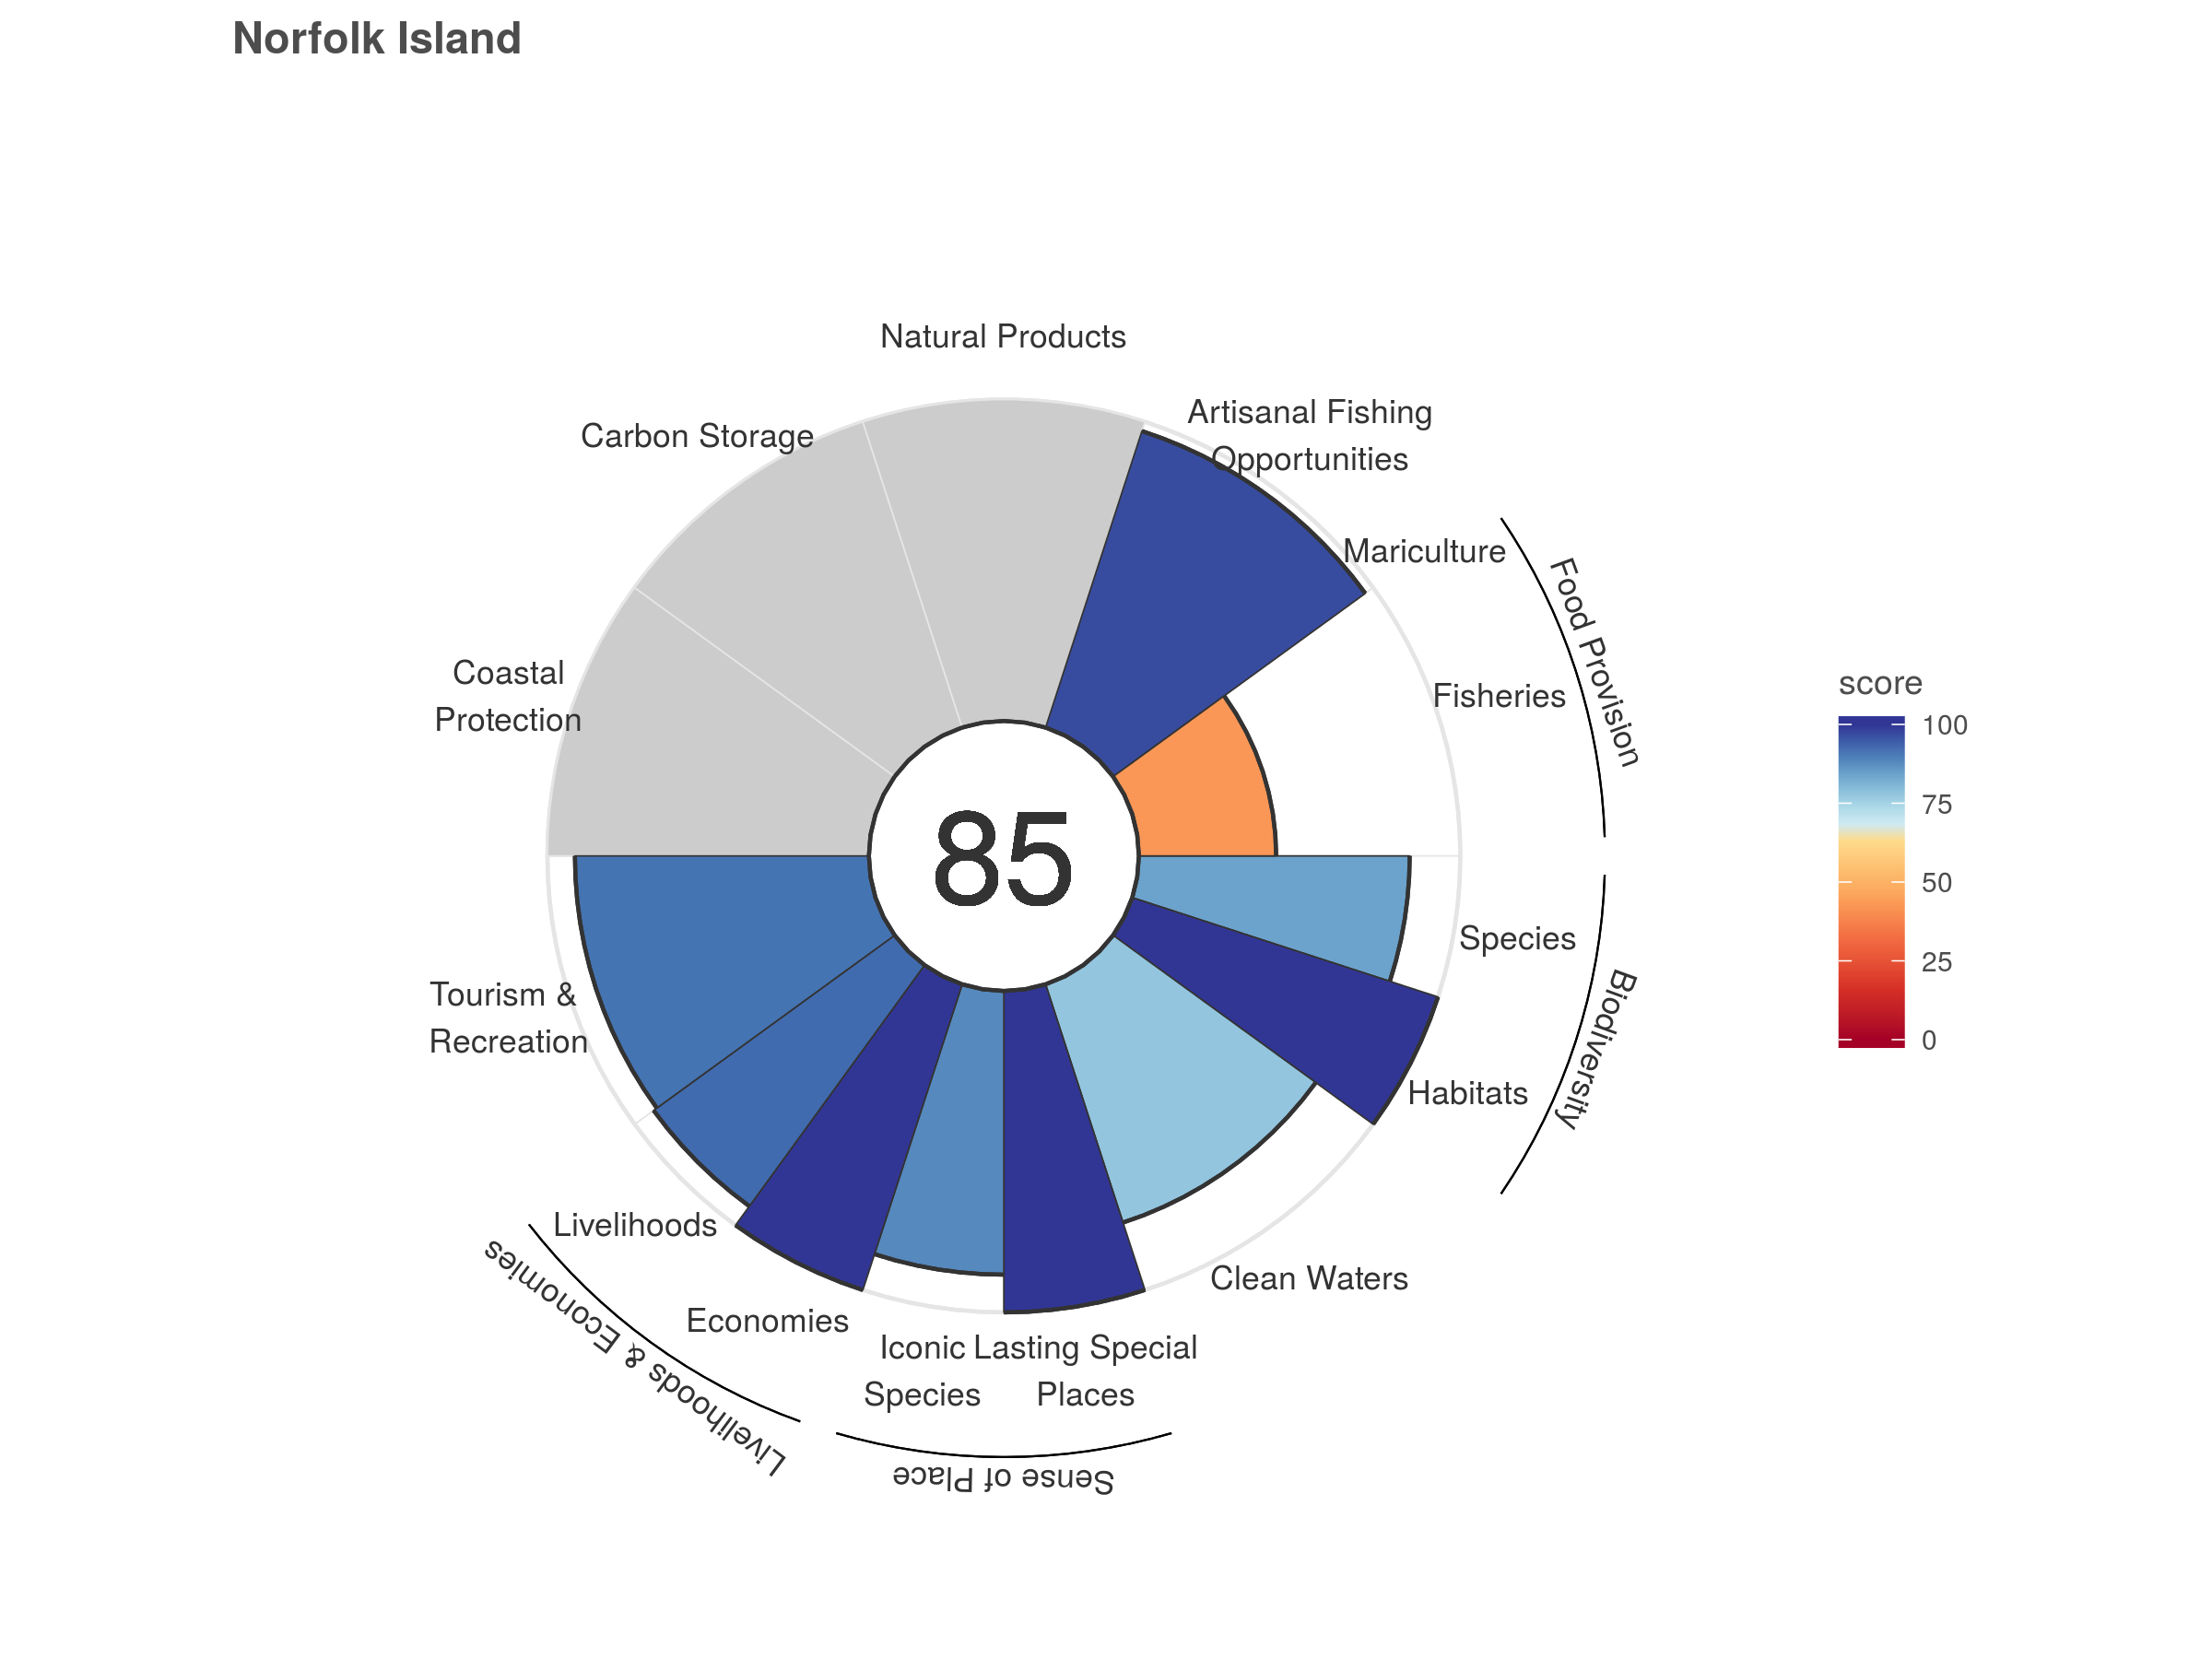 Norfolk Island
Natural Products
Artisanal Fishing
Opportunities
Carbon Storage
Mariculture
Food Provision
Fisheries
Coastal
Protection
score
100
75
50
25
0
85
Species
Biodiversity
Habitats
Tourism &
Recreation
Livelihoods
Livelihoods & Economies
Economies
Clean Waters
Iconic
Species
Lasting Special
Places
Sense of Place